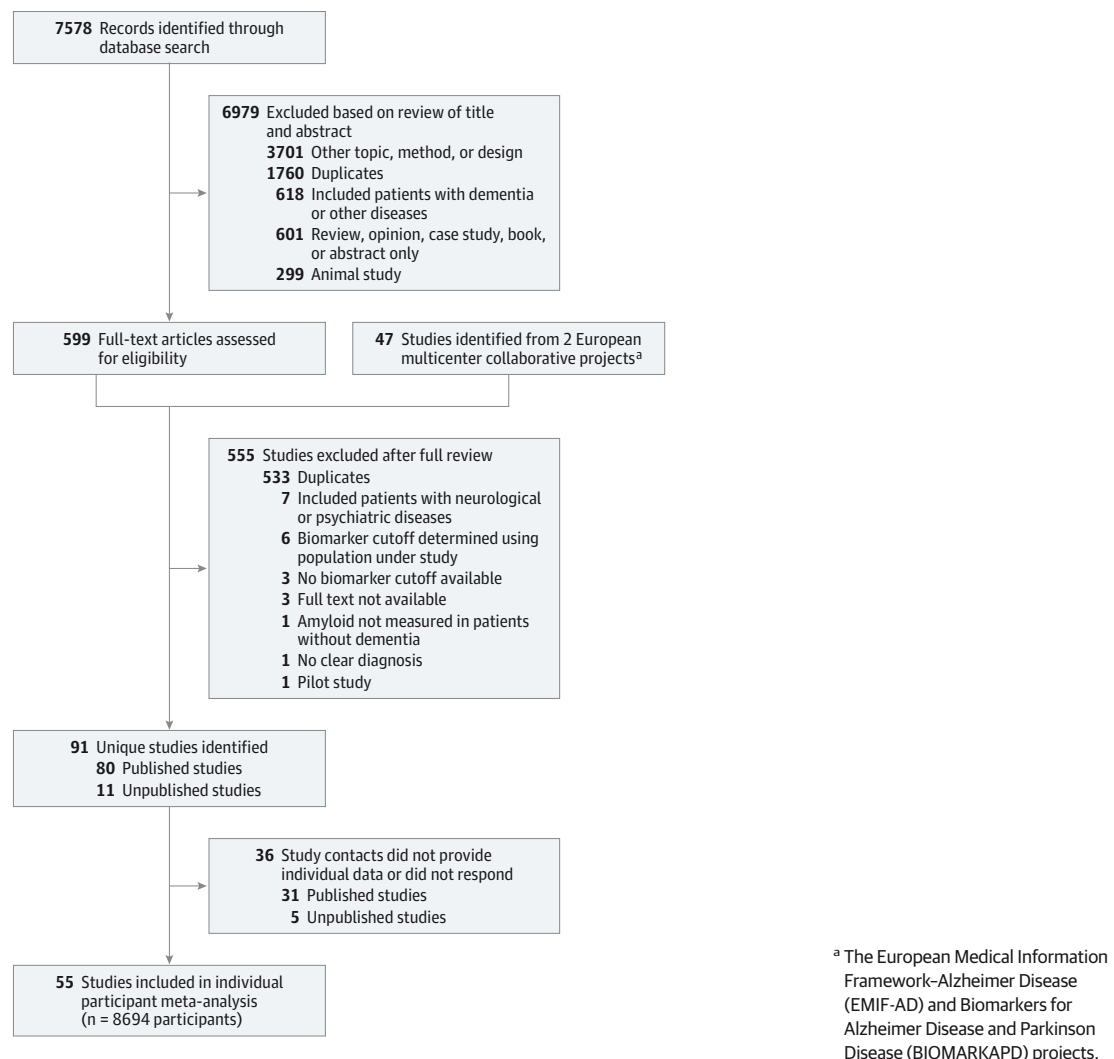 7578 Records identified through
database search
6979 Excluded based on review of title
and abstract
3701 Other topic, method, or design
1760 Duplicates
618 Included patients with dementia
or other diseases
601 Review, opinion, case study, book,
or abstract only
299 Animal study
599 Full-text articles assessed
for eligibility
47 Studies identified from 2 European
multicenter collaborative projectsa
555 Studies excluded after full review
533 Duplicates
7 Included patients with neurological
or psychiatric diseases
6 Biomarker cutoff determined using
population under study
3 No biomarker cutoff available
3 Full text not available
1 Amyloid not measured in patients
without dementia
1 No clear diagnosis
1 Pilot study
91 Unique studies identified
80 Published studies
11 Unpublished studies
36 Study contacts did not provide
individual data or did not respond
31 Published studies
5 Unpublished studies
55 Studies included in individual
participant meta-analysis
(n = 8694 participants)
a The European Medical Information
Framework–Alzheimer Disease
(EMIF-AD) and Biomarkers for
Alzheimer Disease and Parkinson
Disease (BIOMARKAPD) projects.